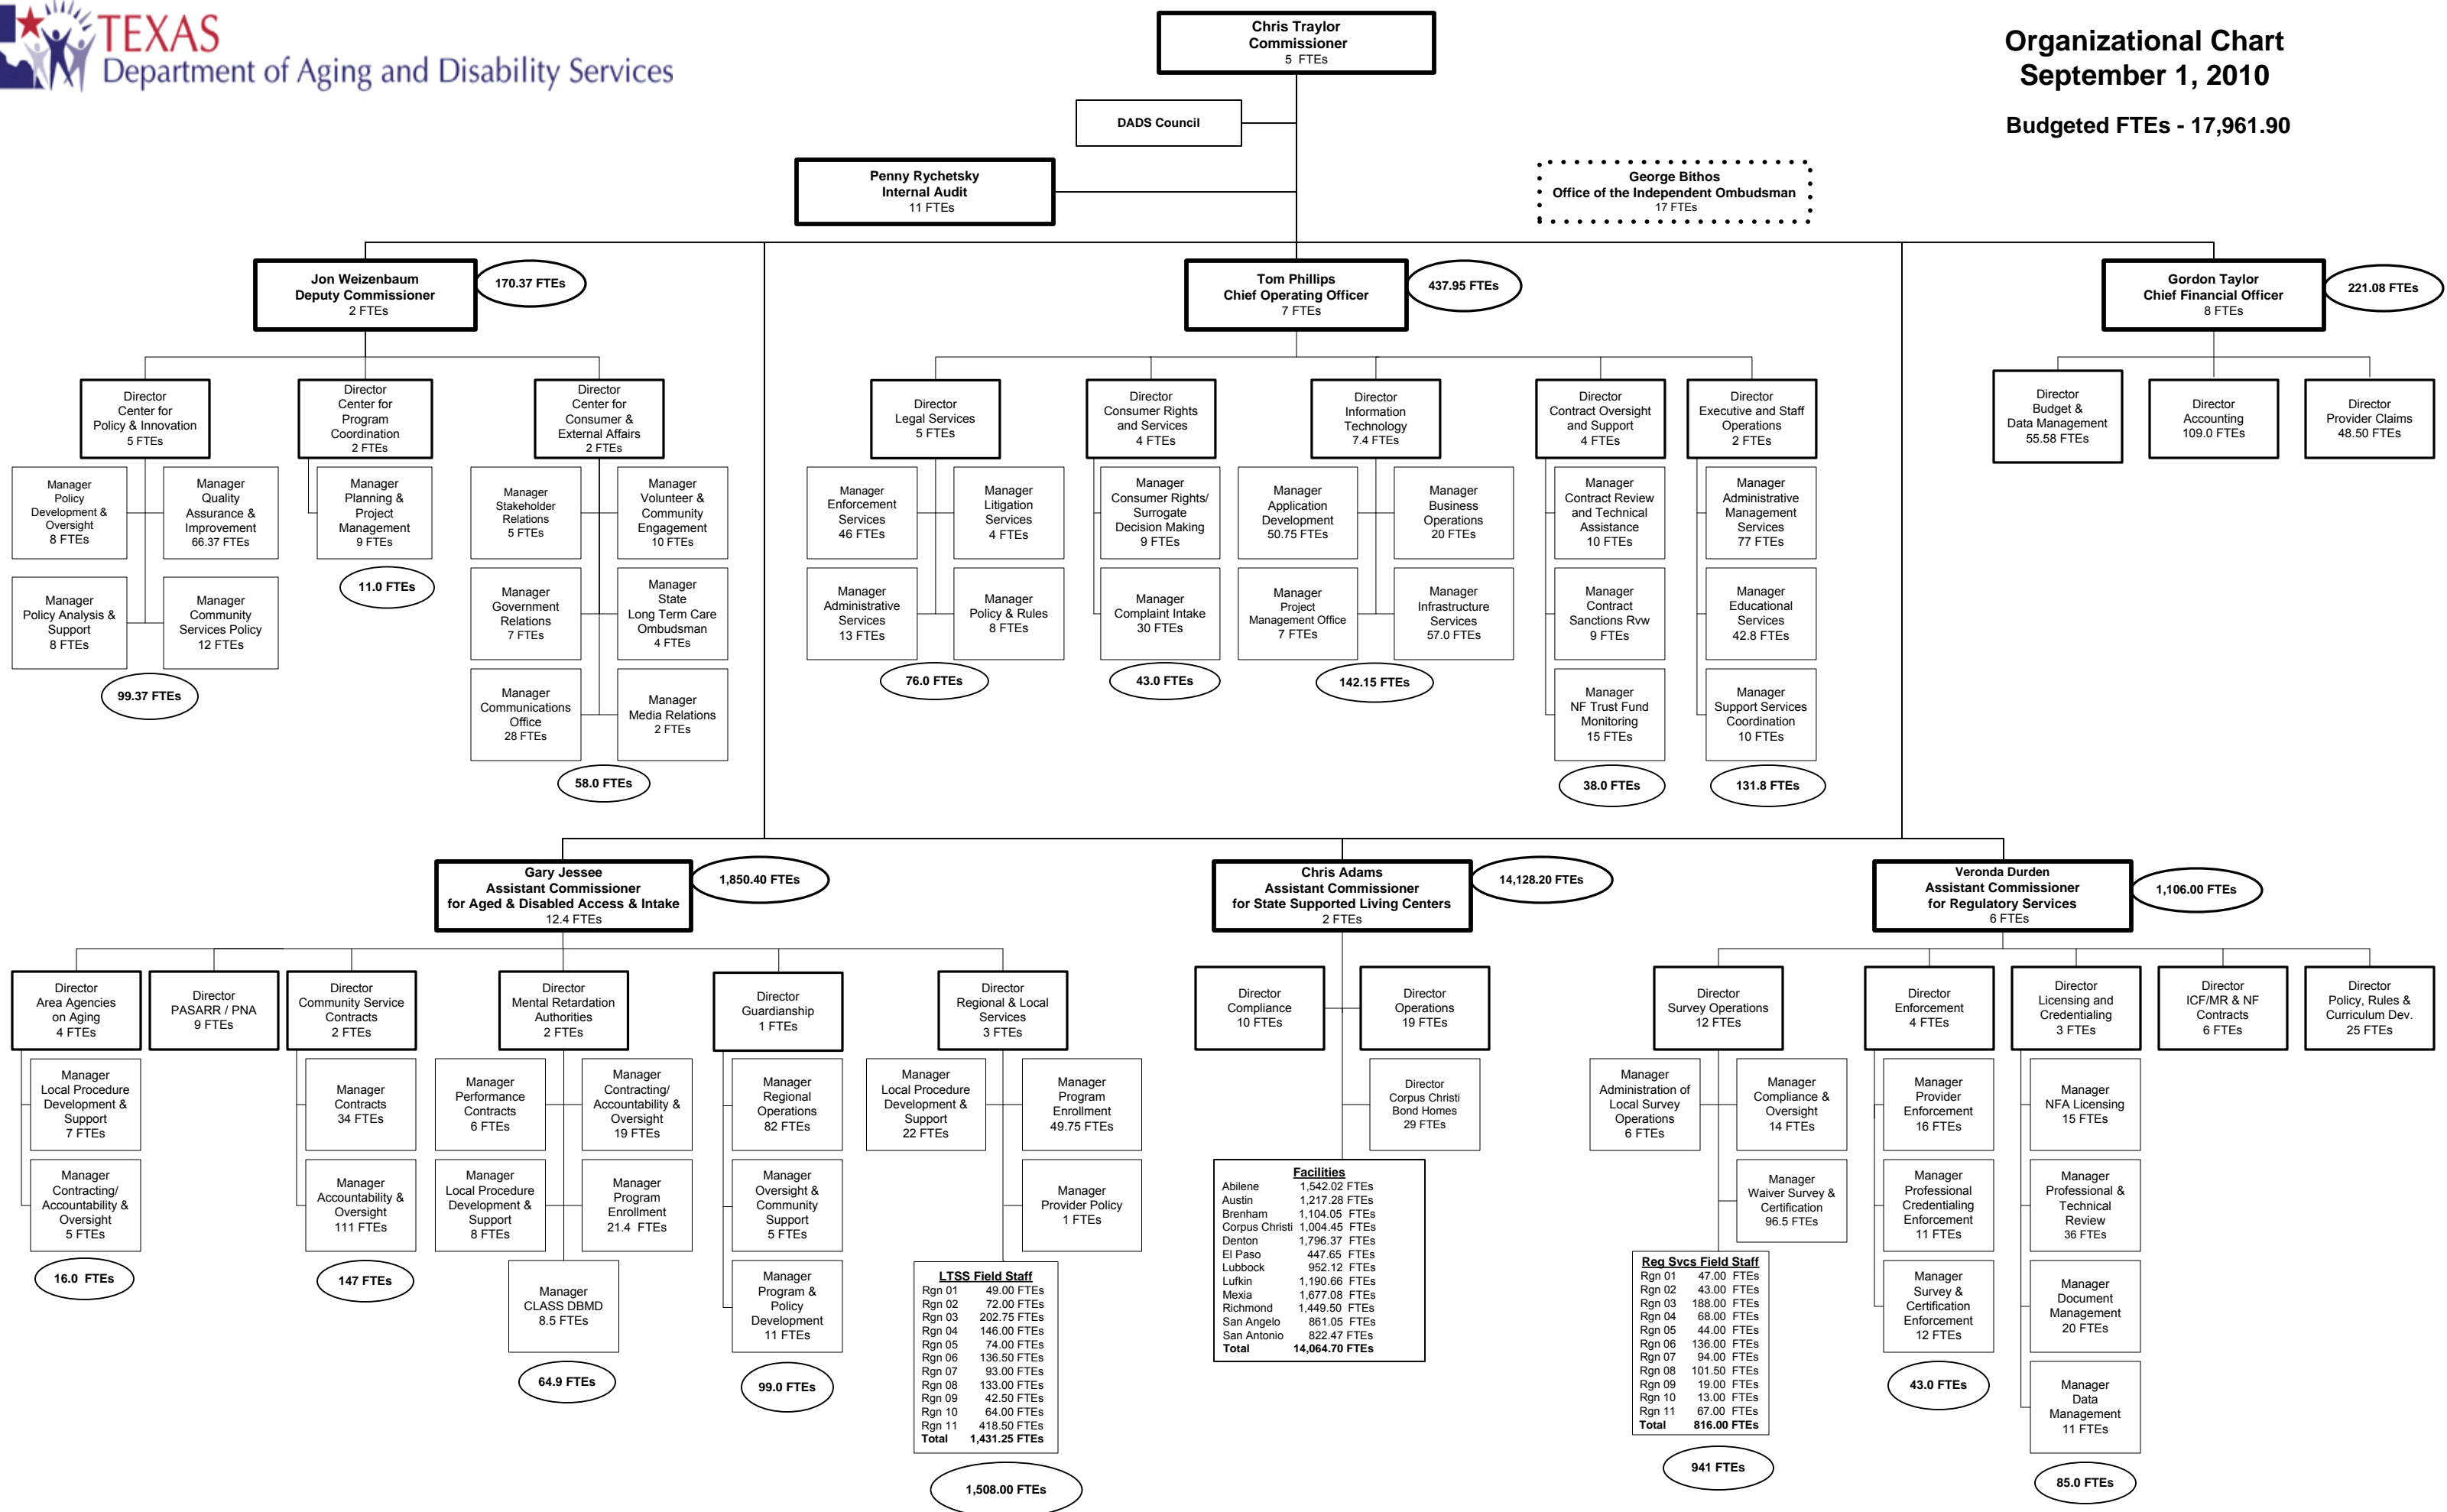 TEXAS
Department of Aging and Disability Services
Organizational Chart
September 1, 2010
Budgeted FTEs - 17,961.90
Chris Traylor
Commissioner
5 FTEs
DADS Council
Penny Rychetsky
Internal Audit
11 FTEs
George Bithos
Office of the Independent Ombudsman
17 FTEs
Jon Weizenbaum
Deputy Commissioner
2 FTEs
170.37 FTEs
Tom Phillips
Chief Operating Officer
7 FTEs
437.95 FTEs
Gordon Taylor
Chief Financial Officer
8 FTEs
221.08 FTEs
Director
Center for
Policy & Innovation
5 FTEs
Director
Center for
Program
Coordination
2 FTEs
Director
Center for
Consumer &
External Affairs
2 FTEs
Director
Legal Services
5 FTEs
Director
Consumer Rights
and Services
4 FTEs
Director
Information
Technology
7.4 FTEs
Director
Contract Oversight
and Support
4 FTEs
Director
Executive and Staff
Operations
2 FTEs
Director
Budget &
Data Management
55.58 FTEs
Director
Accounting
109.0 FTEs
Director
Provider Claims
48.50 FTEs
Manager
Policy
Development &
Oversight
8 FTEs
Manager
Quality
Assurance &
Improvement
66.37 FTEs
Manager
Planning &
Project
Management
9 FTEs
Manager
Stakeholder
Relations
5 FTEs
Manager
Volunteer &
Community
Engagement
10 FTEs
Manager
Enforcement
Services
46 FTEs
Manager
Litigation
Services
4 FTEs
Manager
Consumer Rights/
Surrogate
Decision Making
9 FTEs
Manager
Application
Development
50.75 FTEs
Manager
Business
Operations
20 FTEs
Manager
Contract Review
and Technical
Assistance
10 FTEs
Manager
Administrative
Management
Services
77 FTEs
Manager
Policy Analysis &
Support
8 FTEs
Manager
Community
Services Policy
12 FTEs
11.0 FTEs
Manager
Government
Relations
7 FTEs
Manager
State
Long Term Care
Ombudsman
4 FTEs
Manager
Administrative
Services
13 FTEs
Manager
Policy & Rules
8 FTEs
Manager
Complaint Intake
30 FTEs
Manager
Project
Management Office
7 FTEs
Manager
Infrastructure
Services
57.0 FTEs
Manager
Contract
Sanctions Rvw
9 FTEs
Manager
Educational
Services
42.8 FTEs
99.37 FTEs
Manager
Communications
Office
28 FTEs
Manager
Media Relations
2 FTEs
76.0 FTEs
43.0 FTEs
142.15 FTEs
Manager
NF Trust Fund
Monitoring
15 FTEs
Manager
Support Services
Coordination
10 FTEs
58.0 FTEs
38.0 FTEs
131.8 FTEs
Gary Jessee
Assistant Commissioner
for Aged & Disabled Access & Intake
12.4 FTEs
1,850.40 FTEs
Chris Adams
Assistant Commissioner
for State Supported Living Centers
2 FTEs
14,128.20 FTEs
Veronda Durden
Assistant Commissioner
for Regulatory Services
6 FTEs
1,106.00 FTEs
Director
Area Agencies
on Aging
4 FTEs
Director
PASARR / PNA
9 FTEs
Director
Community Service
Contracts
2 FTEs
Director
Mental Retardation
Authorities
2 FTEs
Director
Guardianship
1 FTEs
Director
Regional & Local
Services
3 FTEs
Director
Compliance
10 FTEs
Director
Operations
19 FTEs
Director
Survey Operations
12 FTEs
Director
Enforcement
4 FTEs
Director
Licensing and
Credentialing
3 FTEs
Director
ICF/MR & NF
Contracts
6 FTEs
Director
Policy, Rules &
Curriculum Dev.
25 FTEs
Manager
Local Procedure
Development &
Support
7 FTEs
Manager
Contracts
34 FTEs
Manager
Performance
Contracts
6 FTEs
Manager
Contracting/
Accountability &
Oversight
19 FTEs
Manager
Regional
Operations
82 FTEs
Manager
Local Procedure
Development &
Support
22 FTEs
Manager
Program
Enrollment
49.75 FTEs
Director
Corpus Christi
Bond Homes
29 FTEs
Manager
Administration of
Local Survey
Operations
6 FTEs
Manager
Compliance &
Oversight
14 FTEs
Manager
Provider
Enforcement
16 FTEs
Manager
NFA Licensing
15 FTEs
Manager
Contracting/
Accountability &
Oversight
5 FTEs
Manager
Accountability &
Oversight
111 FTEs
Manager
Local Procedure
Development &
Support
8 FTEs
Manager
Program
Enrollment
21.4 FTEs
Manager
Oversight &
Community
Support
5 FTEs
Manager
Provider Policy
1 FTEs
Facilities
Abilene 1,542.02 FTEs
Austin 1,217.28 FTEs
Brenham 1,104.05 FTEs
Corpus Christi 1,004.45 FTEs
Denton 1,796.37 FTEs
El Paso 447.65 FTEs
Lubbock 952.12 FTEs
Lufkin 1,190.66 FTEs
Mexia 1,677.08 FTEs
Richmond 1,449.50 FTEs
San Angelo 861.05 FTEs
San Antonio 822.47 FTEs
Total 14,064.70 FTEs
Manager
Waiver Survey &
Certification
96.5 FTEs
Manager
Professional
Credentialing
Enforcement
11 FTEs
Manager
Professional &
Technical
Review
36 FTEs
16.0 FTEs
147 FTEs
Manager
CLASS DBMD
8.5 FTEs
Manager
Program &
Policy
Development
11 FTEs
LTSS Field Staff
Rgn 01 49.00 FTEs
Rgn 02 72.00 FTEs
Rgn 03 202.75 FTEs
Rgn 04 146.00 FTEs
Rgn 05 74.00 FTEs
Rgn 06 136.50 FTEs
Rgn 07 93.00 FTEs
Rgn 08 133.00 FTEs
Rgn 09 42.50 FTEs
Rgn 10 64.00 FTEs
Rgn 11 418.50 FTEs
Total 1,431.25 FTEs
Reg Svcs Field Staff
Rgn 01 47.00 FTEs
Rgn 02 43.00 FTEs
Rgn 03 188.00 FTEs
Rgn 04 68.00 FTEs
Rgn 05 44.00 FTEs
Rgn 06 136.00 FTEs
Rgn 07 94.00 FTEs
Rgn 08 101.50 FTEs
Rgn 09 19.00 FTEs
Rgn 10 13.00 FTEs
Rgn 11 67.00 FTEs
Total 816.00 FTEs
Manager
Survey &
Certification
Enforcement
12 FTEs
Manager
Document
Management
20 FTEs
64.9 FTEs
99.0 FTEs
43.0 FTEs
Manager
Data
Management
11 FTEs
1,508.00 FTEs
941 FTEs
85.0 FTEs